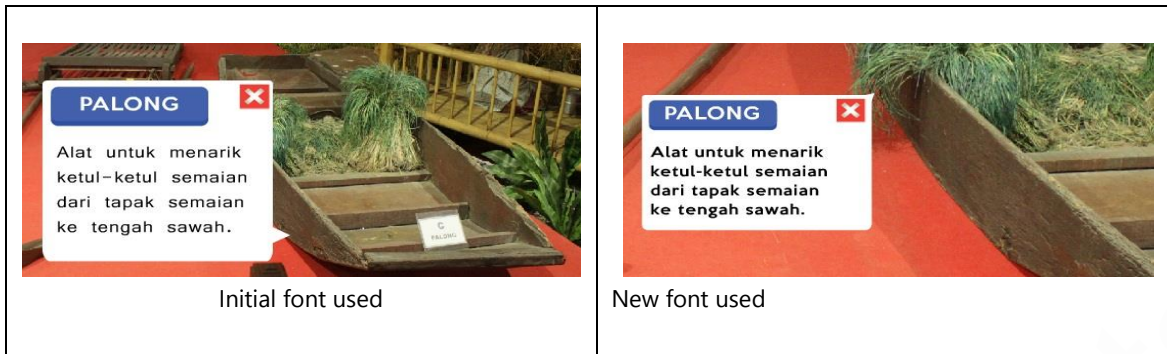 PALONG
Alat untuk menarik
ketul-ketul semaian
dari tapak semaian
ke tengah sawah.
C
PALONG
Initial font used
PALONG
Alat untuk menarik
ketul-ketul semaian
dari tapak semaian
ke tengah sawah.
New font used